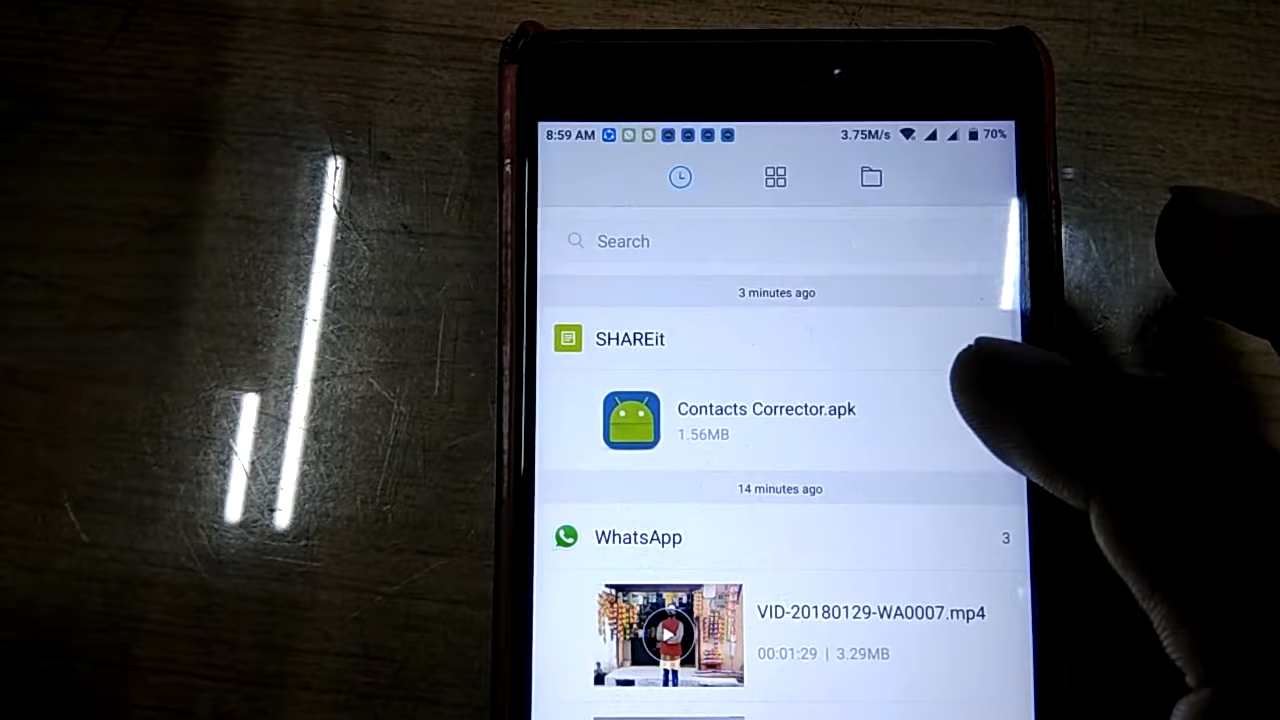 8:59 AM 3.75M/s 70%
Search
3 minutes ago
SHAREit
Contacts Corrector.apk
1.56MB
14 minutes ago
WhatsApp 3
VID-20180129-WA0007.mp4
00:01:29 | 3.29MB